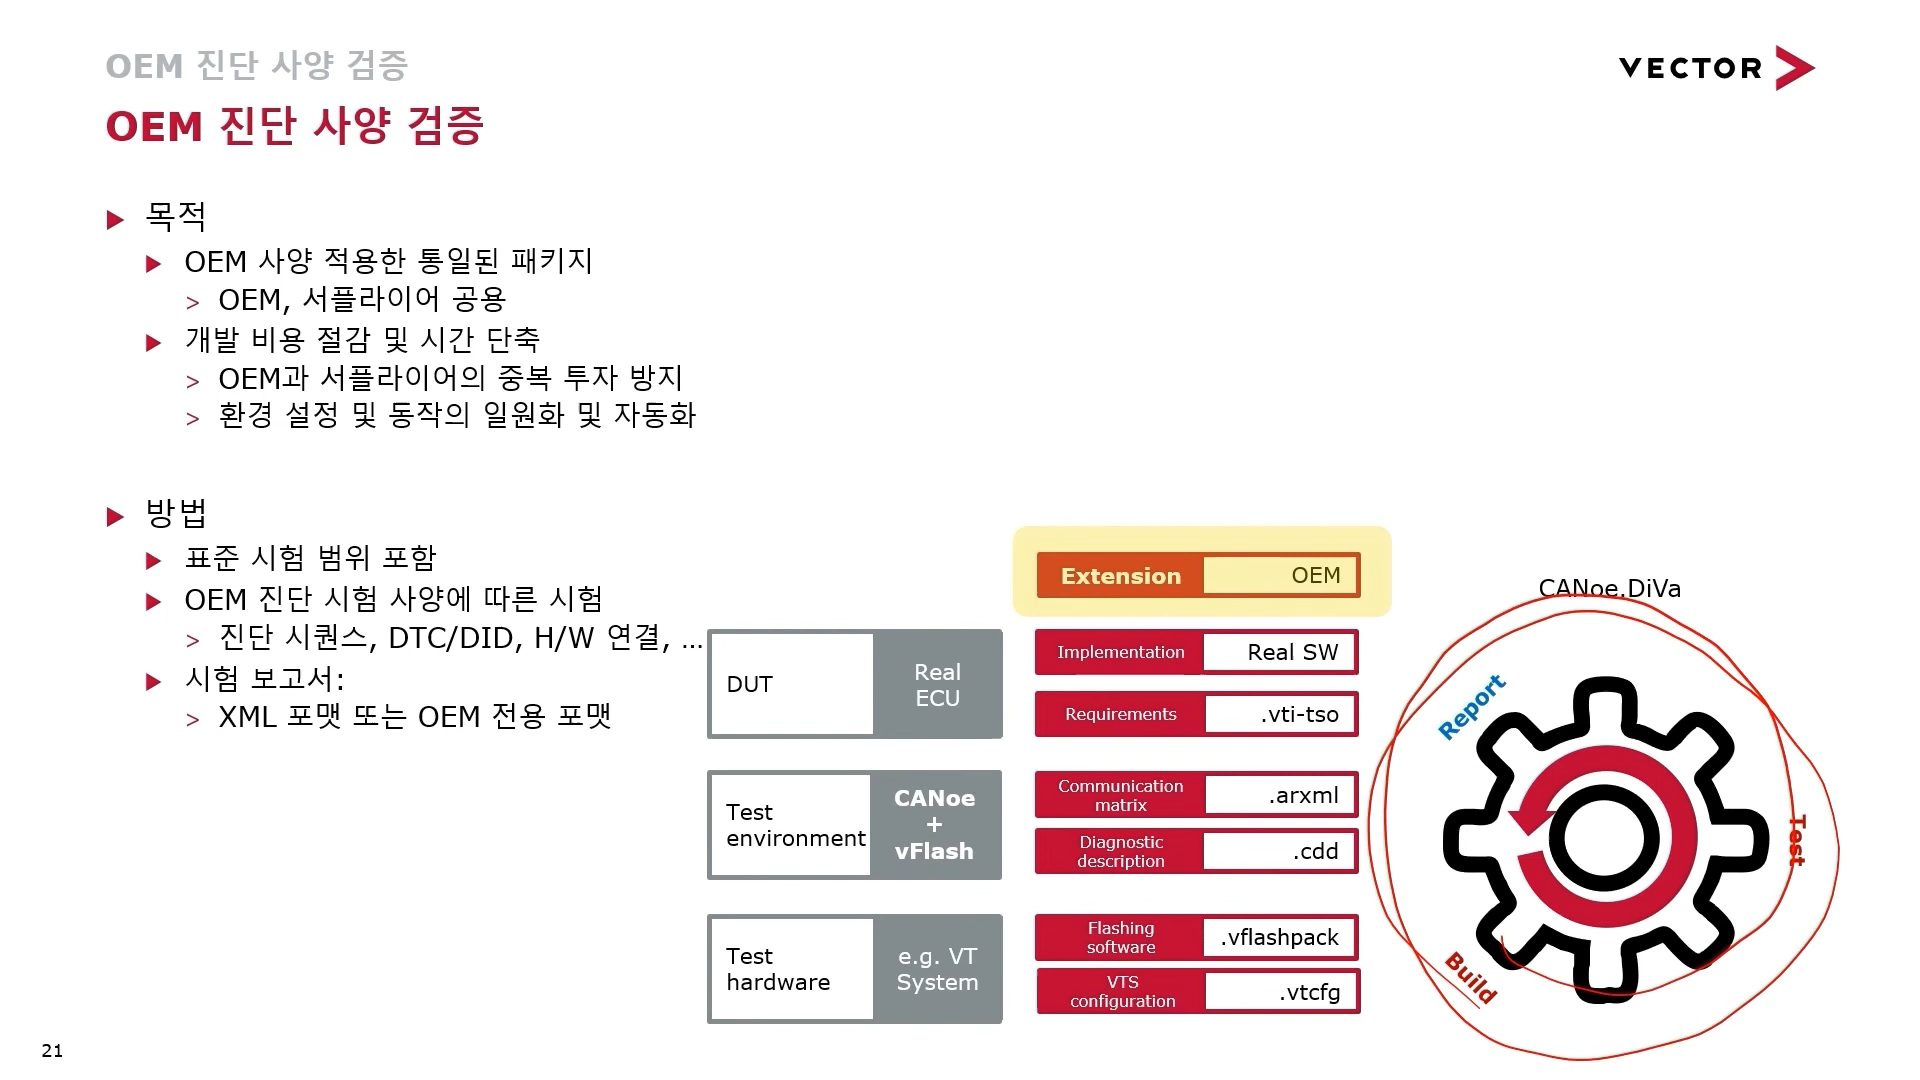 OEM 진단 사양 검증
VECTOR
OEM 진단 사양 검증
목적
OEM 사양 적용한 통일된 패키지
> OEM, 서플라이어 공용
개발 비용 절감 및 시간 단축
> OEM과 서플라이어의 중복 투자 방지
> 환경 설정 및 동작의 일원화 및 자동화
방법
표준 시험 범위 포함
OEM 진단 시험 사양에 따른 시험
> 진단 시퀀스, DTC/DID, H/W 연결, ...
시험 보고서:
> XML 포맷 또는 OEM 전용 포맷
DUT
Real
ECU
Test
environment
CANoe
+
vFlash
Test
hardware
e.g. VT
System
Extension
OEM
Implementation
Real SW
Requirements
.vti-tso
Communication
matrix
.arxml
Diagnostic
description
.cdd
Flashing
software
.vflashpack
VTS
configuration
.vtcfg
CANoe.DiVa
Report
Test
Build
21